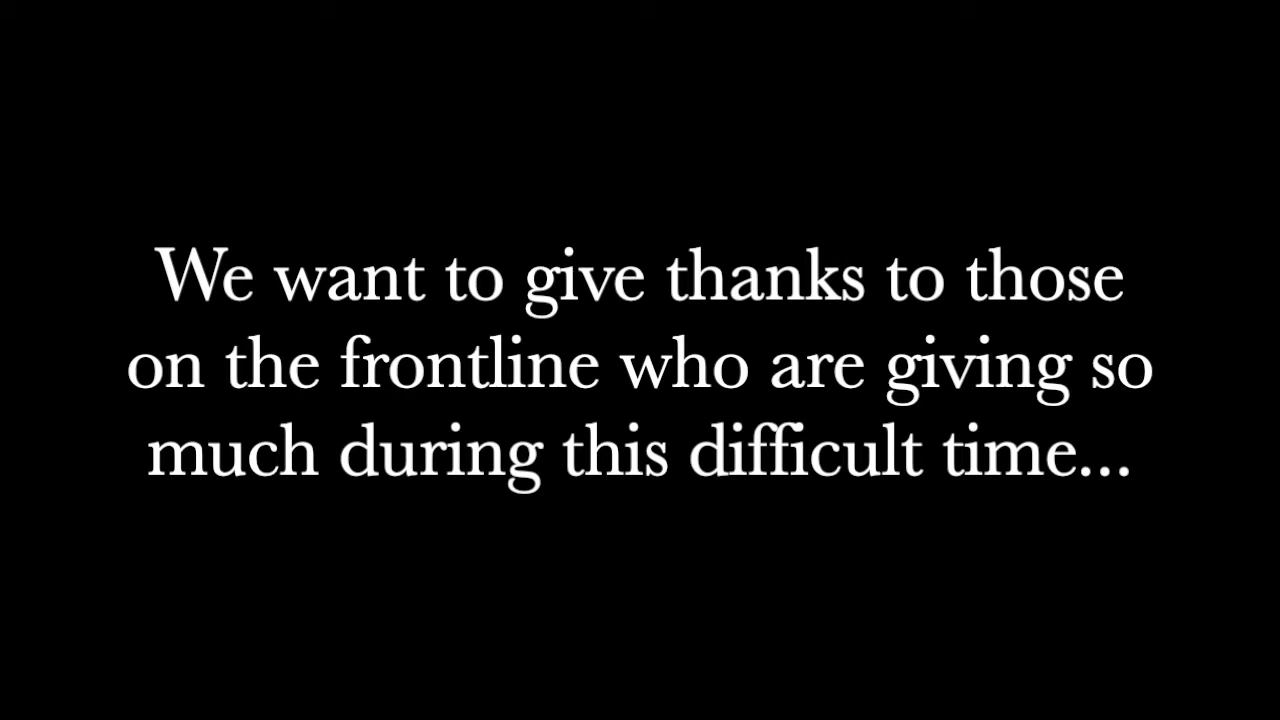 We want to give thanks to those
on the frontline who are giving so
much during this difficult time...